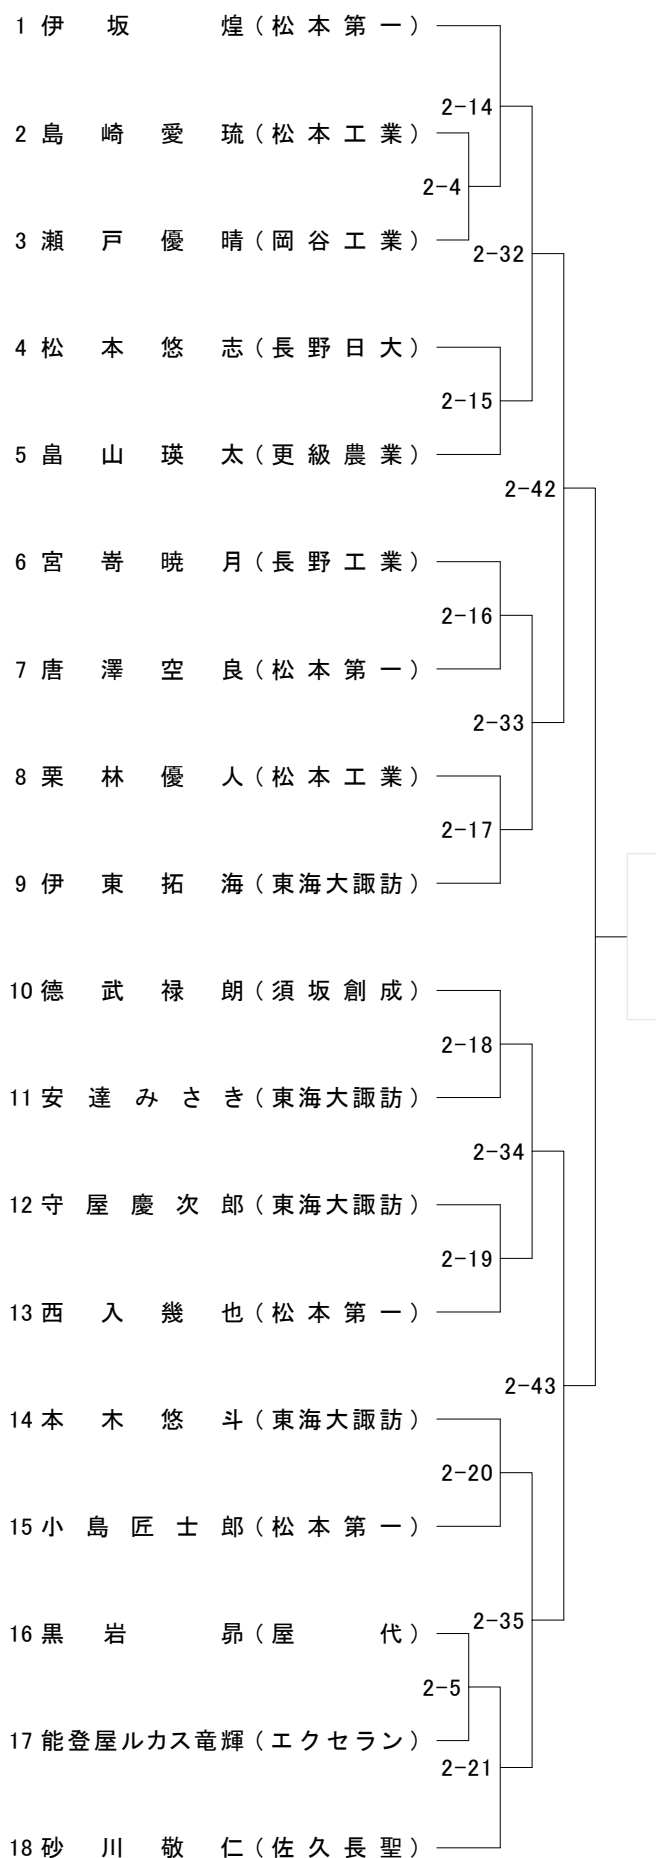 1 伊坂煌(松本第一)
2-14
2 島崎愛琉(松本工業)
2-4
3 瀬戸優晴(岡谷工業)
2-32
4 松本悠志(長野日大)
2-15
5 畠山瑛太(更級農業)
2-42
6 宮嵜暁月(長野工業)
2-16
7 唐澤空良(松本第一)
2-33
8 栗林優人(松本工業)
2-17
9 伊東拓海(東海大諏訪)
10 德武禄朗(須坂創成)
2-18
11 安達みさき(東海大諏訪)
2-34
12 守屋慶次郎(東海大諏訪)
2-19
13 西入幾也(松本第一)
2-43
14 本木悠斗(東海大諏訪)
2-20
15 小島匠士郎(松本第一)
2-35
16 黒岩昴(屋代)
2-5
17 能登屋ルカス竜輝(エクセラン)
2-21
18 砂川敬仁(佐久長聖)